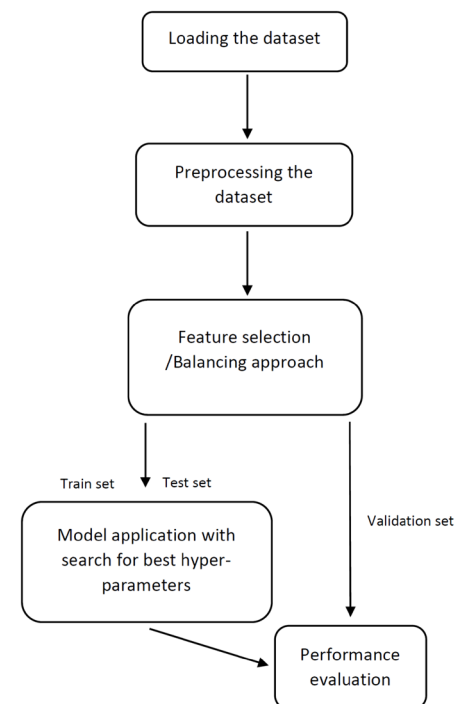 Loading the dataset
Preprocessing the
dataset
Feature selection
/Balancing approach
Train set
Test set
Model application with
search for best hyper-
parameters
Validation set
Performance
evaluation